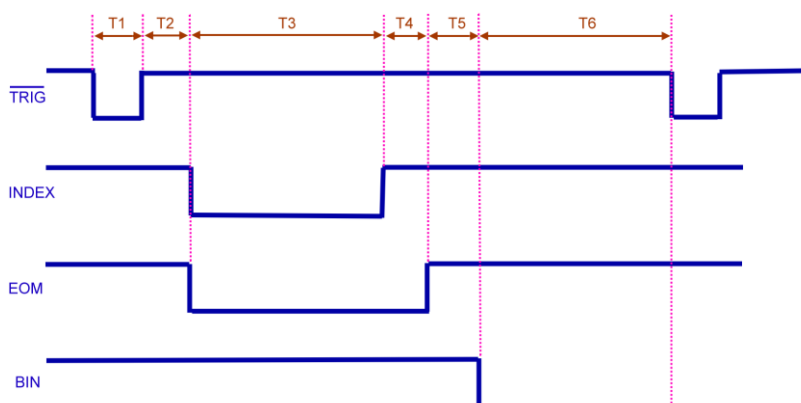 T1 T2 T3 T4 T5 T6
TRIG
INDEX
EOM
BIN